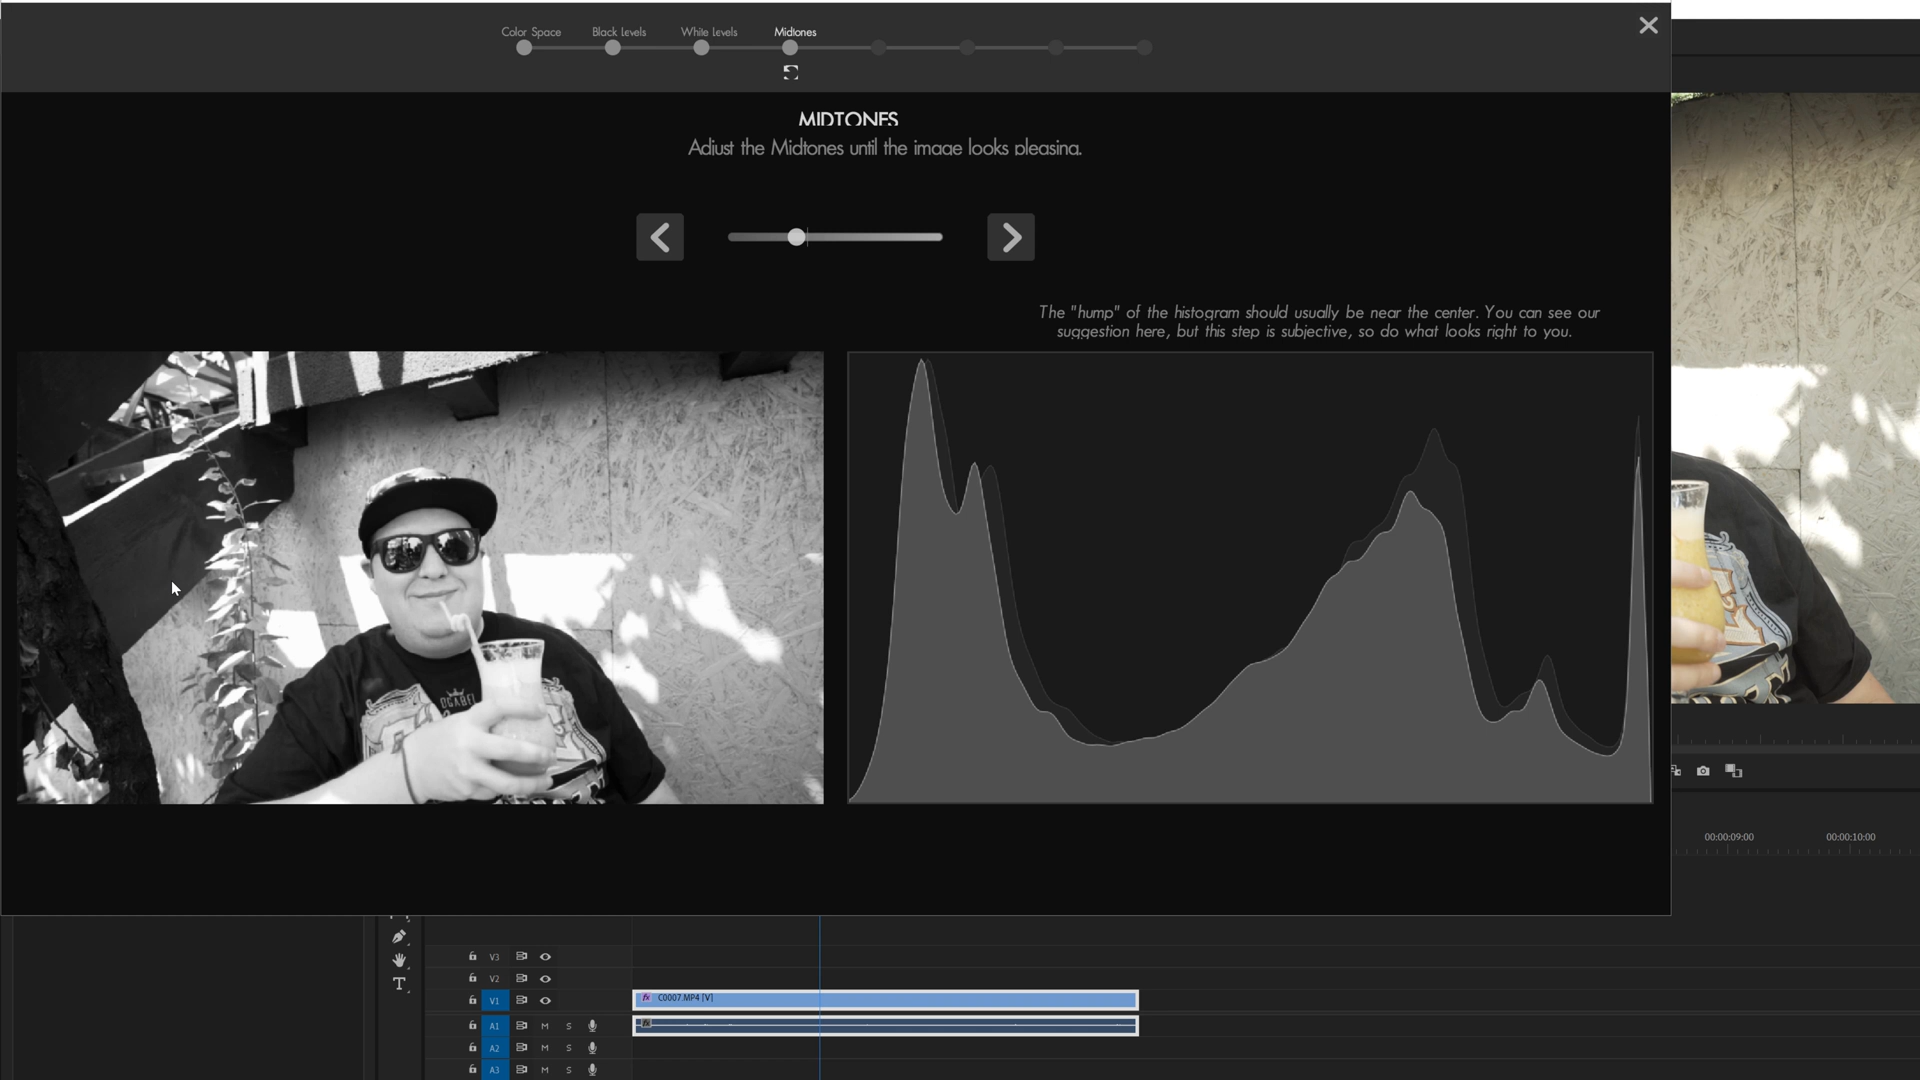 Color Space
Black Levels
White Levels
Midtones
MIDTONES
Adjust the Midtones until the image looks pleasing.
The "hump" of the histogram should usually be near the center. You can see our
suggestion here, but this step is subjective, so do what looks right to you.
00:00:09:00
00:00:10:00
V3
V2
V1
fx C0007.MP4 [V]
A1 M S
A2 M S
A3 M S